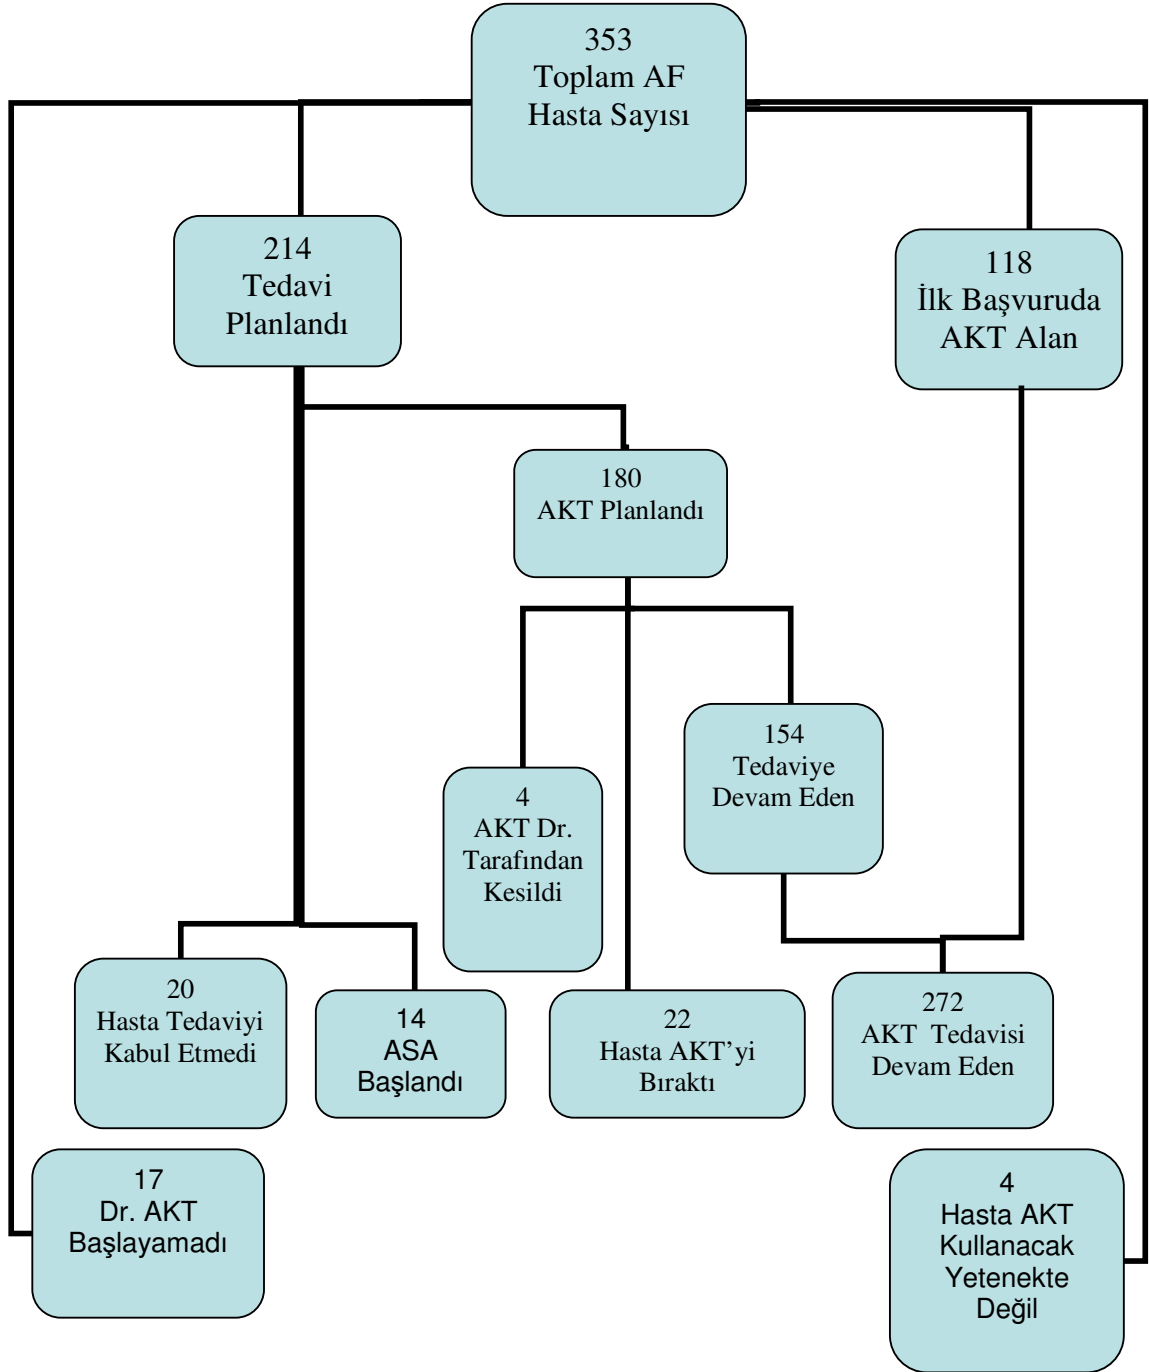 353
Toplam AF
Hasta Sayısı
214
Tedavi
Planlandı
118
İlk Başvuruda
AKT Alan
180
AKT Planlandı
154
Tedaviye
Devam Eden
4
AKT Dr.
Tarafından
Kesildi
20
Hasta Tedaviyi
Kabul Etmedi
14
ASA
Başlandı
22
Hasta AKT’yi
Bıraktı
272
AKT Tedavisi
Devam Eden
17
Dr. AKT
Başlayamadı
4
Hasta AKT
Kullanacak
Yetenekte
Değil